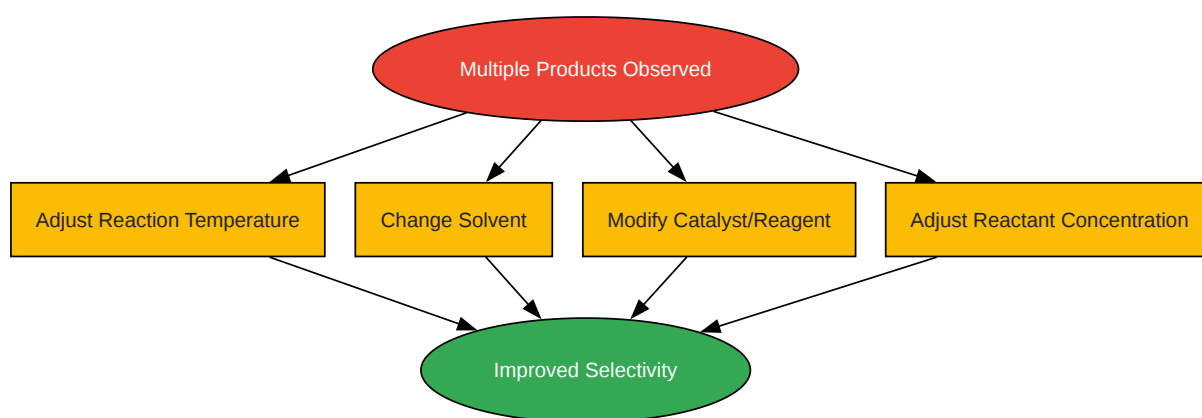 Multiple Products Observed
Adjust Reaction Temperature
Change Solvent
Modify Catalyst/Reagent
Adjust Reactant Concentration
Improved Selectivity